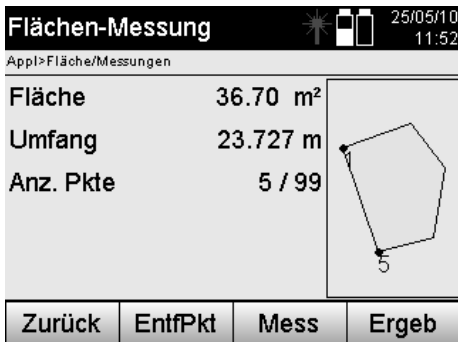 Flächen-Messung 25/05/10
11:52
Appl>Fläche/Messungen
Fläche 36.70 m²
Umfang 23.727 m
Anz. Pkte 5 / 99
1
5
Zurück EntfPkt Mess Ergeb